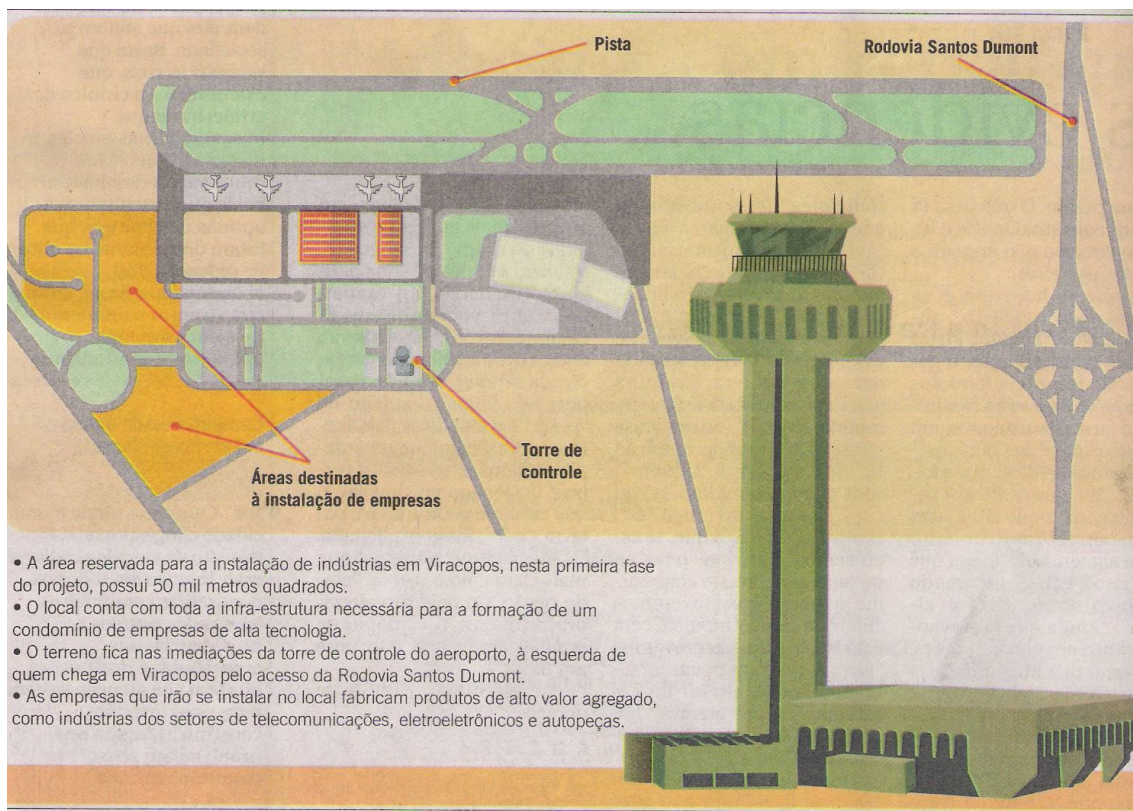 Pista
Rodovia Santos Dumont
Torre de
controle
Áreas destinadas
à instalação de empresas
• A área reservada para a instalação de indústrias em Viracopos, nesta primeira fase
do projeto, possui 50 mil metros quadrados.
• O local conta com toda a infra-estrutura necessária para a formação de um
condomínio de empresas de alta tecnologia.
• O terreno fica nas imediações da torre de controle do aeroporto, à esquerda de
quem chega em Viracopos pelo acesso da Rodovia Santos Dumont.
• As empresas que irão se instalar no local fabricam produtos de alto valor agregado,
como indústrias dos setores de telecomunicações, eletroeletrônicos e autopeças.